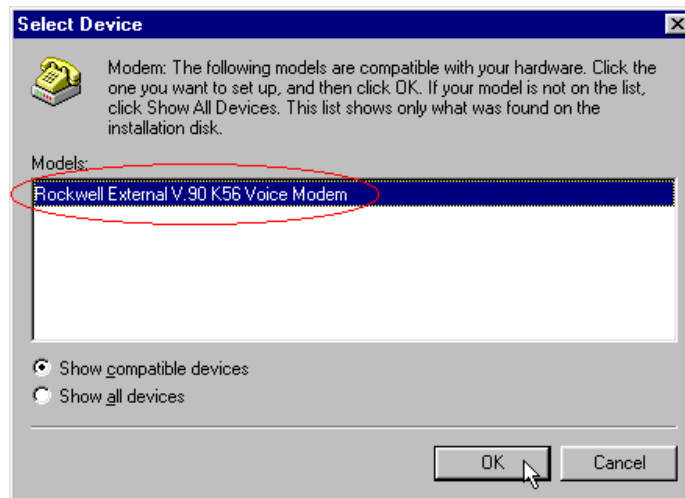 Select Device
Modem: The following models are compatible with your hardware. Click the
one you want to set up, and then click OK. If your model is not on the list,
click Show All Devices. This list shows only what was found on the
installation disk.
Models:
Rockwell External V.90 K56 Voice Modem
Show compatible devices
Show all devices
OK
Cancel